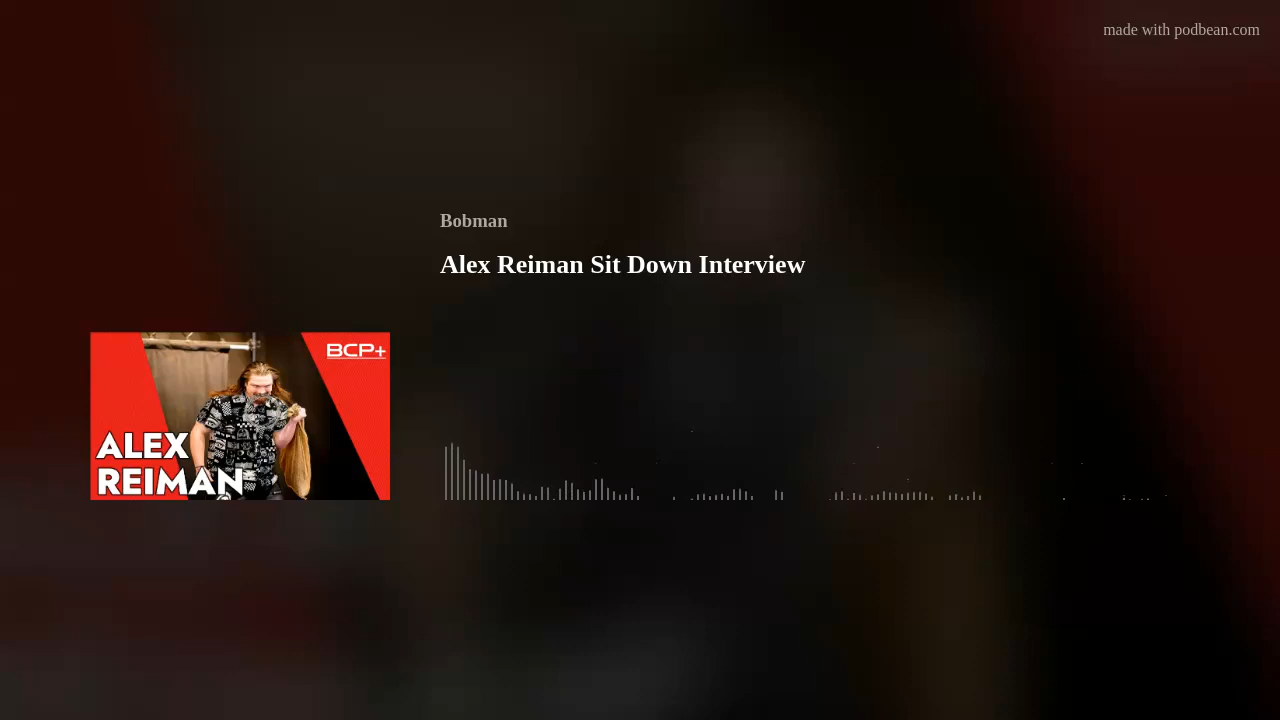 made with podbean.com
Bobman
Alex Reiman Sit Down Interview
BCP+
ALEX
REIMAN